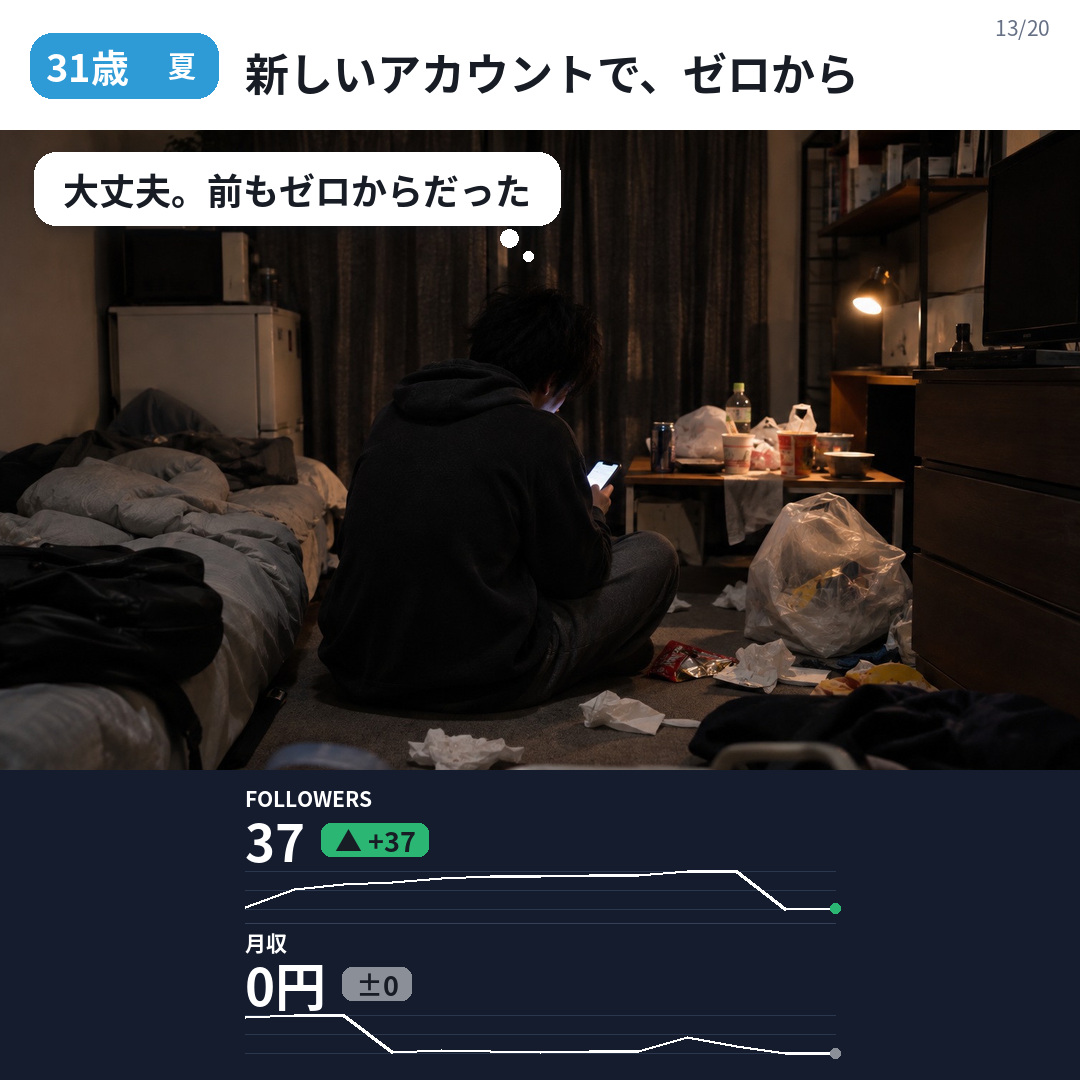 13/20
31歳 夏
新しいアカウントで、ゼロから
大丈夫。前もゼロからだった
FOLLOWERS
37 ▲ +37
月収
0円 ±0